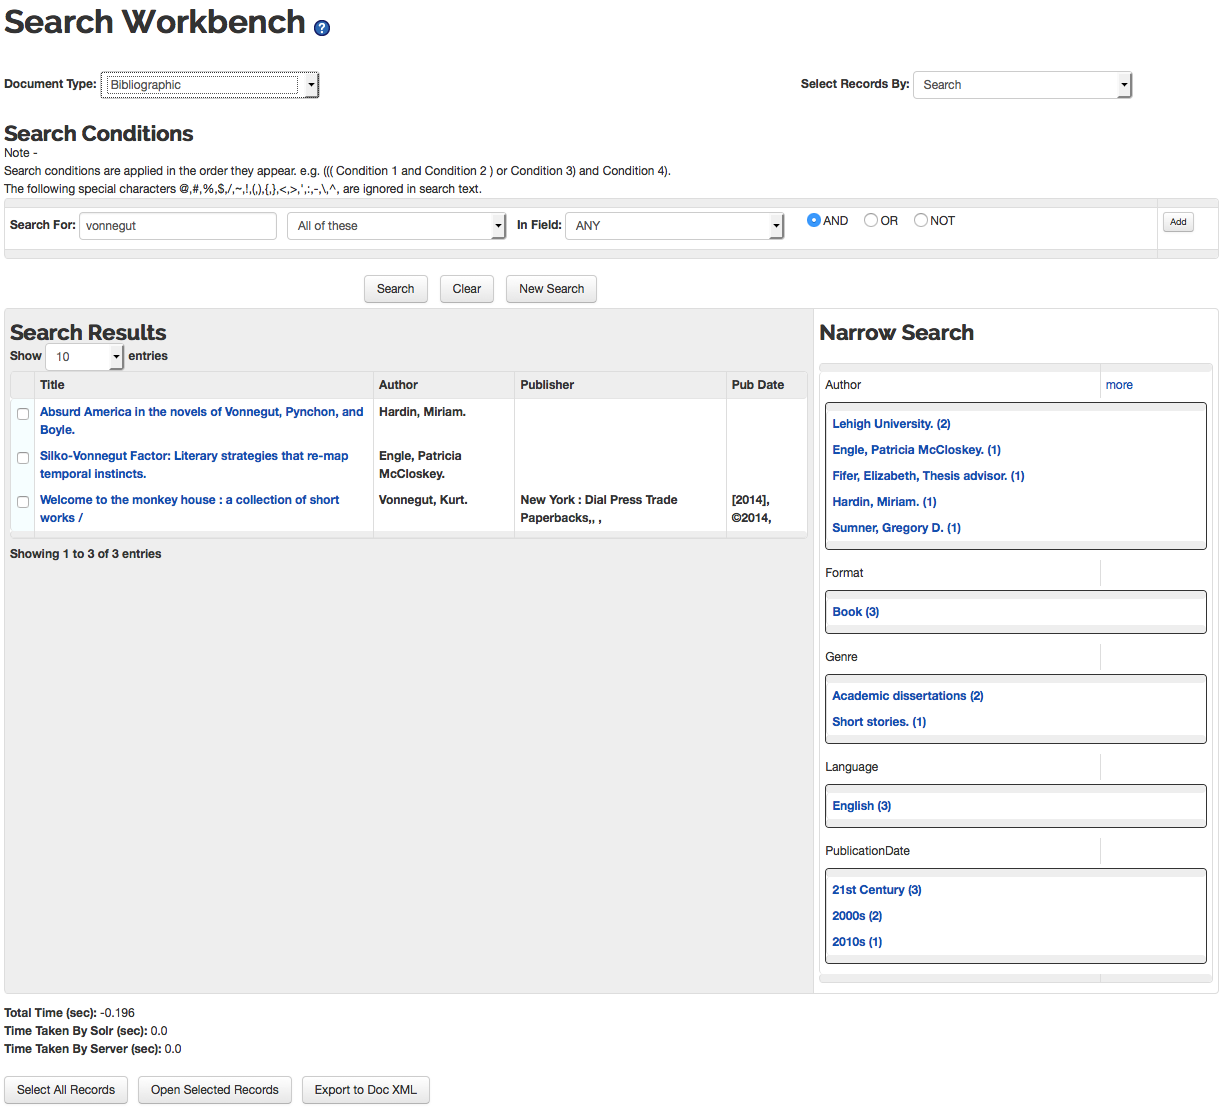 Search Workbench ?
Document Type: Bibliographic Select Records By: Search
Search Conditions
Note -
Search conditions are applied in the order they appear. e.g. ((( Condition 1 and Condition 2 ) or Condition 3) and Condition 4).
The following special characters @,#,%,$,/,~,!,(,),{,},<,>,',:,-,\,^, are ignored in search text.
Search For: vonnegut All of these In Field: ANY AND OR NOT Add
Search Clear New Search
Search Results
Show 10 entries
Title Author Publisher Pub Date
Absurd America in the novels of Vonnegut, Pynchon, and Hardin, Miriam.
Boyle.
Silko-Vonnegut Factor: Literary strategies that re-map Engle, Patricia
temporal instincts. McCloskey.
Welcome to the monkey house : a collection of short Vonnegut, Kurt. New York : Dial Press Trade [2014],
works / Paperbacks,, , ©2014,
Showing 1 to 3 of 3 entries
Narrow Search
Author more
Lehigh University. (2)
Engle, Patricia McCloskey. (1)
Fifer, Elizabeth, Thesis advisor. (1)
Hardin, Miriam. (1)
Sumner, Gregory D. (1)
Format
Book (3)
Genre
Academic dissertations (2)
Short stories. (1)
Language
English (3)
PublicationDate
21st Century (3)
2000s (2)
2010s (1)
Total Time (sec): -0.196
Time Taken By Solr (sec): 0.0
Time Taken By Server (sec): 0.0
Select All Records Open Selected Records Export to Doc XML